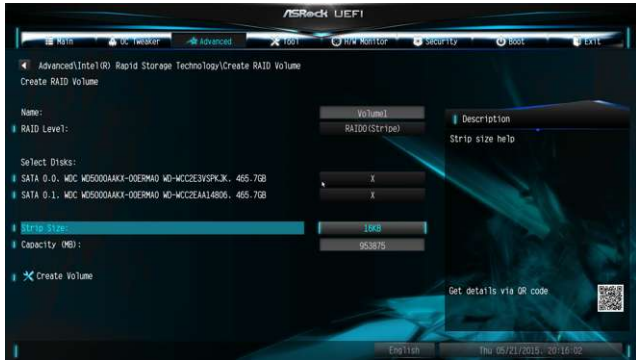 ASRock UEFI
Main OC Tweaker Advanced Tool H/W Monitor Security Boot Exit
Advanced\Intel(R) Rapid Storage Technology\Create RAID Volume
Create RAID Volume
Name: Volume1
RAID Level: RAID0(Stripe)
Select Disks:
SATA 0.0. WDC WD5000AAKX-00ERMA0 WD-WCC2E3VSPKJK. 465.7GB X
SATA 0.1. WDC WD5000AAKX-00ERMA0 WD-WCC2EAA14806. 465.7GB X
Strip Size: 16KB
Capacity (MB): 953875
Create Volume
Description
Strip size help
Get details via QR code
English Thu 05/21/2015. 20:16:02